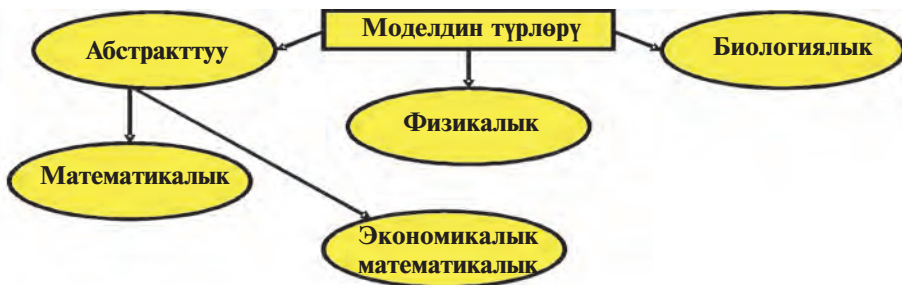 Моделдин түрлөрү
Абстракттуу
Биологиялык
Физикалык
Математикалык
Экономикалык
математикалык